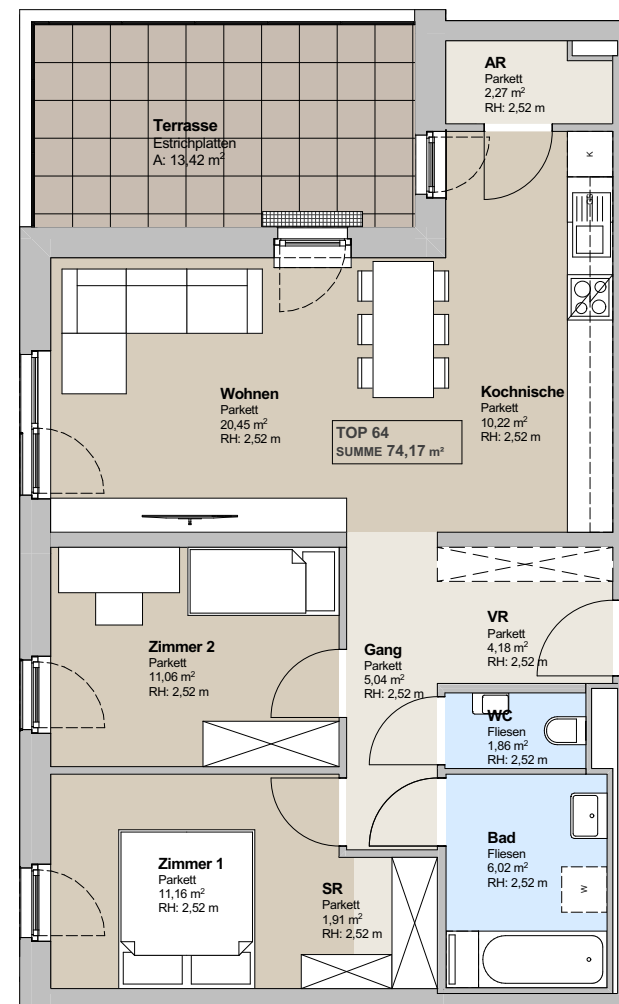 AR
Parkett
2,27 m²
RH: 2,52 m
Terrasse
Estrichplatten
A: 13,42 m²
K
GS
Wohnen
Parkett
20,45 m²
RH: 2,52 m
Kochnische
Parkett
10,22 m²
RH: 2,52 m
TOP 64
SUMME 74,17 m²
Zimmer 2
Parkett
11,06 m²
RH: 2,52 m
Gang
Parkett
5,04 m²
RH: 2,52 m
VR
Parkett
4,18 m²
RH: 2,52 m
WC
Fliesen
1,86 m²
RH: 2,52 m
Bad
Fliesen
6,02 m²
RH: 2,52 m
W
Zimmer 1
Parkett
11,16 m²
RH: 2,52 m
SR
Parkett
1,91 m²
RH: 2,52 m